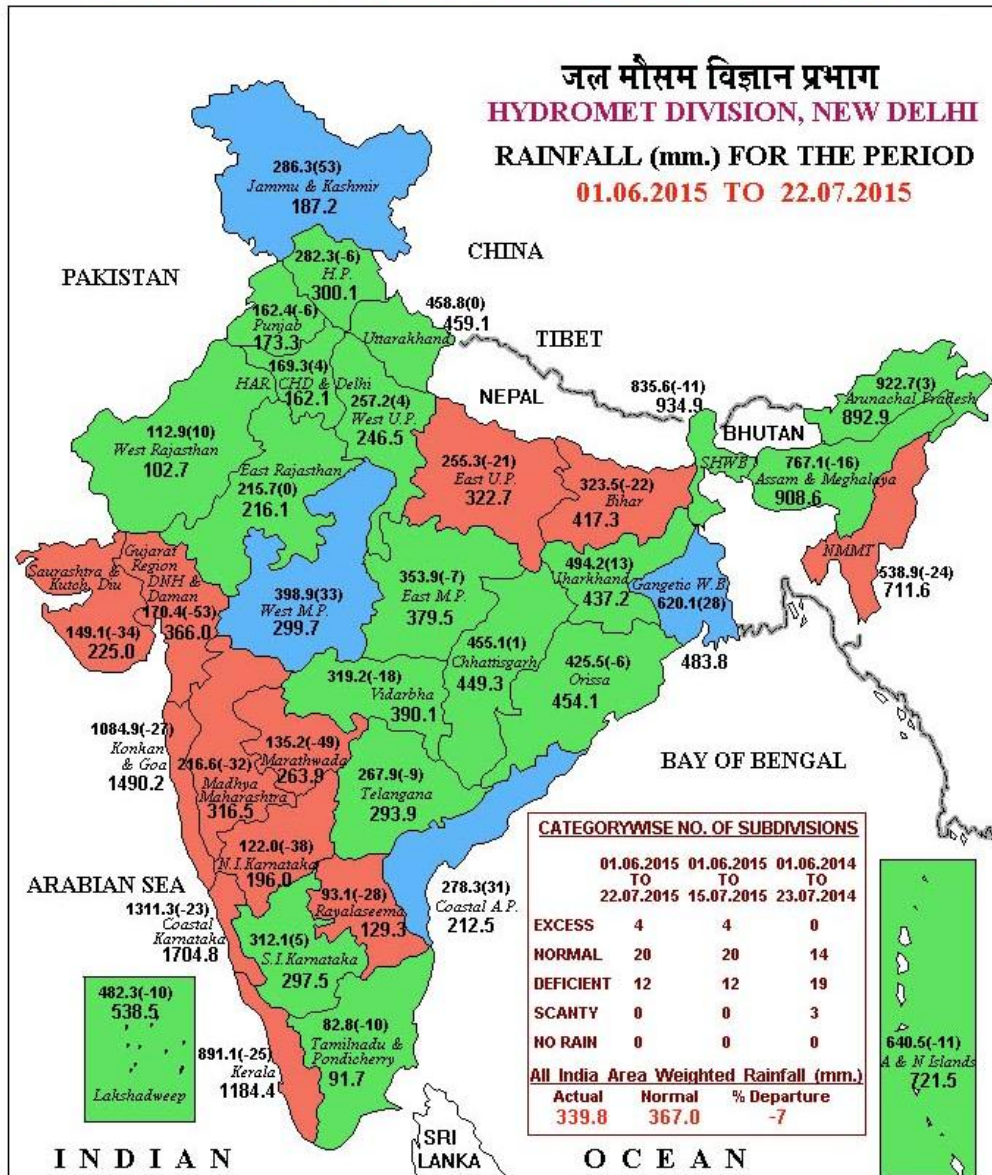 जल मौसम विज्ञान प्रभाग
HYDROMET DIVISION, NEW DELHI
RAINFALL (mm.) FOR THE PERIOD
01.06.2015 TO 22.07.2015
286.3(53)
Jammu & Kashmir
187.2
CHINA
PAKISTAN
282.3(-6)
H.P.
300.1
162.4(-6)
Punjab
173.3
458.8(0)
459.1
Uttarakhand
TIBET
169.3(4)
HAR. CHD & Delhi
162.1
NEPAL
257.2(4)
West U.P.
246.5
835.6(-11)
934.9
SHWB
BHUTAN
922.7(3)
Arunachal Pradesh
892.9
112.9(10)
West Rajasthan
102.7
East Rajasthan
215.7(0)
216.1
255.3(-21)
East U.P.
322.7
323.5(-22)
Bihar
417.3
767.1(-16)
Assam & Meghalaya
908.6
NMMT
538.9(-24)
711.6
Saurashtra &
Kutch, Diu
149.1(-34)
225.0
Gujarat
Region
DNH &
Daman
170.4(-53)
366.0
398.9(33)
West M.P.
299.7
353.9(-7)
East M.P.
379.5
494.2(13)
Jharkhand
437.2
Gangetic W.B
620.1(28)
483.8
455.1(1)
Chhattisgarh
449.3
425.5(-6)
Orissa
454.1
319.2(-18)
Vidarbha
390.1
1084.9(-27)
Konkan
& Goa
1490.2
216.6(-32)
Madhya
Maharashtra
316.5
135.2(-49)
Marathwada
263.9
267.9(-9)
Telangana
293.9
BAY OF BENGAL
122.0(-38)
N.I.Karnataka
196.0
ARABIAN SEA
1311.3(-23)
Coastal
Karnataka
1704.8
93.1(-28)
Rayalaseema
129.3
278.3(31)
Coastal A.P.
212.5
312.1(5)
S.I.Karnataka
297.5
482.3(-10)
538.5
Lakshadweep
82.8(-10)
Tamilnadu &
Pondicherry
91.7
891.1(-25)
Kerala
1184.4
640.5(-11)
A & N Islands
721.5
CATEGORYWISE NO. OF SUBDIVISIONS
01.06.2015 01.06.2015 01.06.2014
TO TO TO
22.07.2015 15.07.2015 23.07.2014
EXCESS 4 4 0
NORMAL 20 20 14
DEFICIENT 12 12 19
SCANTY 0 0 3
NO RAIN 0 0 0
All India Area Weighted Rainfall (mm.)
Actual Normal % Departure
339.8 367.0 -7
SRI
LANKA
INDIAN OCEAN